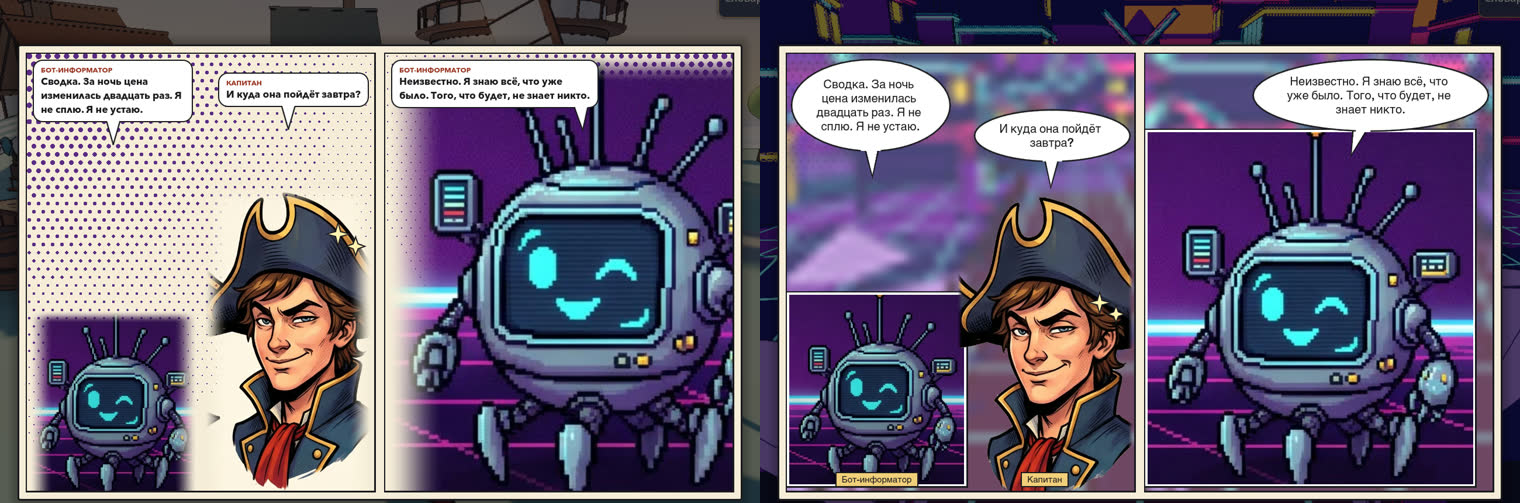 БОТ-ИНФОРМАТОР
Сводка. За ночь цена
изменилась двадцать раз. Я
не сплю. Я не устаю.
КАПИТАН
И куда она пойдёт завтра?
БОТ-ИНФОРМАТОР
Неизвестно. Я знаю всё, что уже
было. Того, что будет, не знает никто.
Сводка. За ночь
цена изменилась
двадцать раз. Я не
сплю. Я не устаю.
И куда она пойдёт
завтра?
Неизвестно. Я знаю всё, что
уже было. Того, что будет, не
знает никто.
Бот-информатор
Капитан